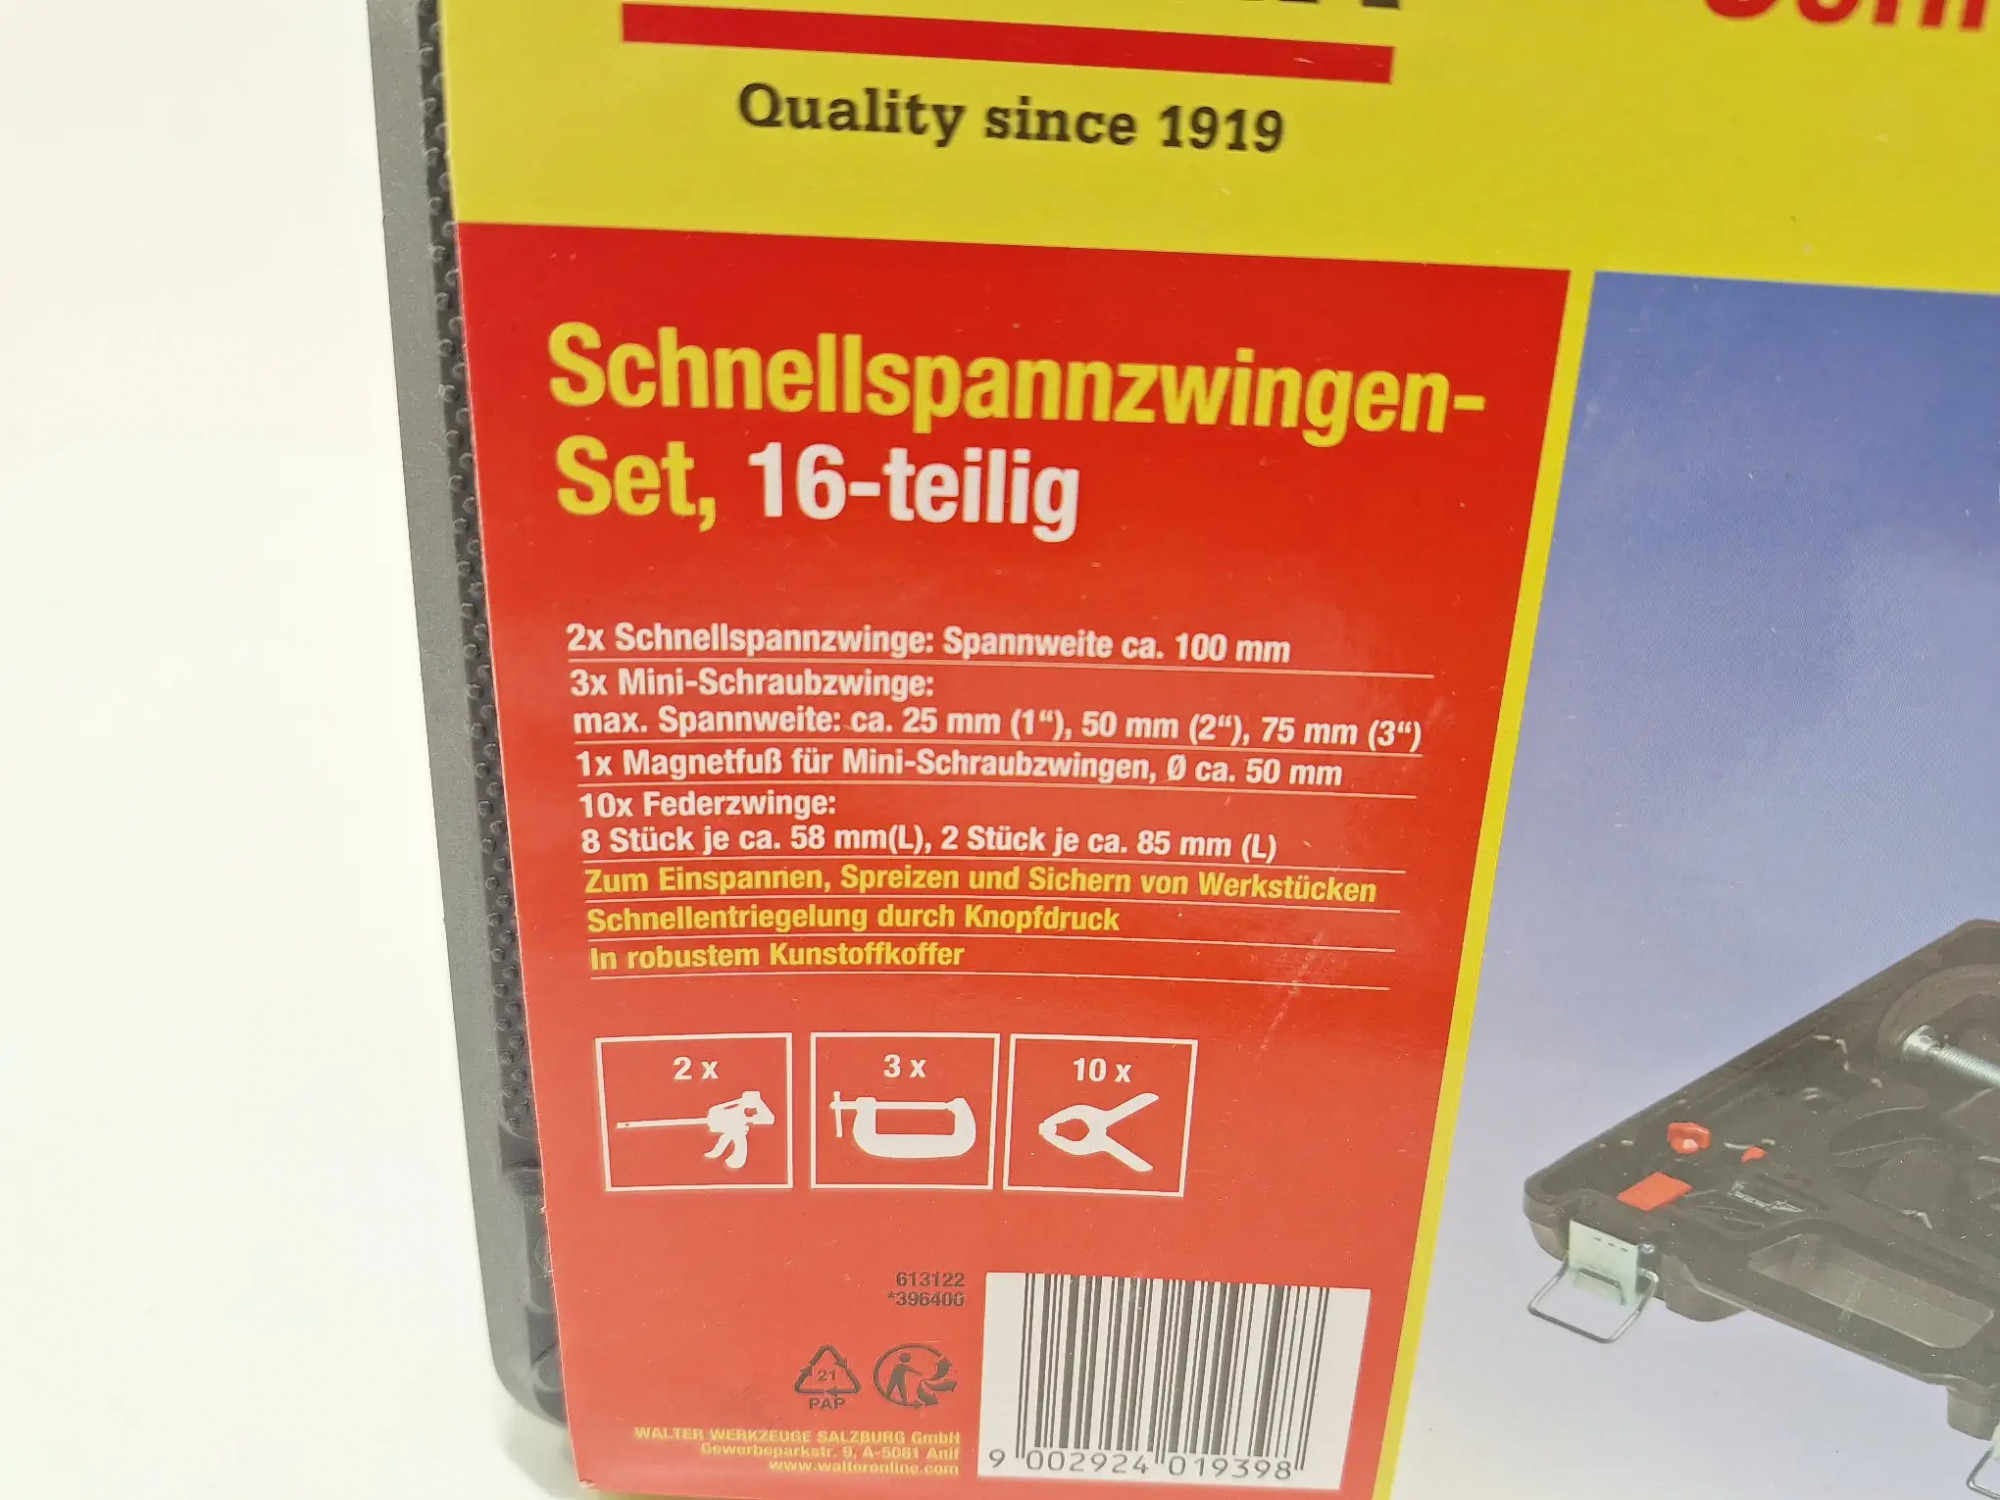 Quality since 1919
Schnellspannzwingen-
Set, 16-teilig
2x Schnellspannzwinge: Spannweite ca. 100 mm
3x Mini-Schraubzwinge:
max. Spannweite: ca. 25 mm (1“), 50 mm (2“), 75 mm (3“)
1x Magnetfuß für Mini-Schraubzwingen, Ø ca. 50 mm
10x Federzwinge:
8 Stück je ca. 58 mm(L), 2 Stück je ca. 85 mm (L)
Zum Einspannen, Spreizen und Sichern von Werkstücken
Schnellentriegelung durch Knopfdruck
In robustem Kunststoffkoffer
2 x
3 x
10 x
613122
*396400
21
PAP
WALTER WERKZEUGE SALZBURG GmbH
Gewerbeparkstr. 9, A-5081 Anif
www.walteronline.com
9 002924 019398